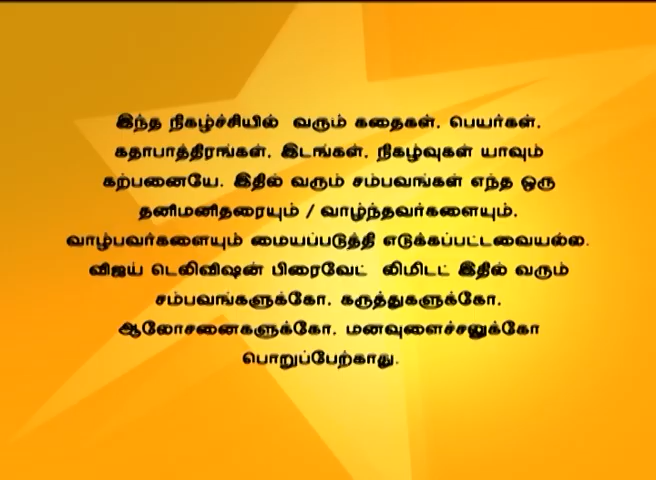 இந்த நிகழ்ச்சியில் வரும் கதைகள், பெயர்கள்,
கதாபாத்திரங்கள், இடங்கள், நிகழ்வுகள் யாவும்
கற்பனையே. இதில் வரும் சம்பவங்கள் எந்த ஒரு
தனிமனிதரையும் / வாழ்ந்தவர்களையும்,
வாழ்பவர்களையும் மையப்படுத்தி எடுக்கப்பட்டவையல்ல.
விஜய் டெலிவிஷன் பிரைவேட் லிமிடட் இதில் வரும்
சம்பவங்களுக்கோ, கருத்துகளுக்கோ,
ஆலோசனைகளுக்கோ, மனவுளைச்சலுக்கோ
பொறுப்பேற்காது.